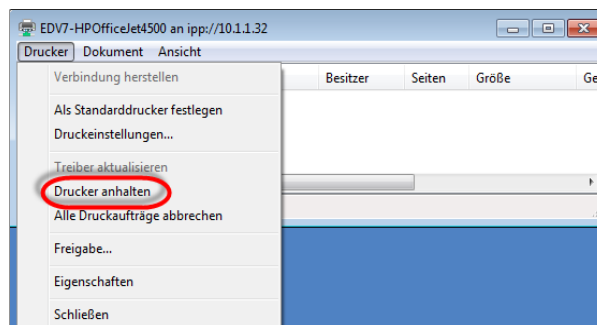 EDV7-HPOfficeJet4500 an ipp://10.1.1.32
Drucker Dokument Ansicht
Verbindung herstellen
Besitzer Seiten Größe Ge
Als Standarddrucker festlegen
Druckeinstellungen...
Treiber aktualisieren
Drucker anhalten
Alle Druckaufträge abbrechen
Freigabe...
Eigenschaften
Schließen